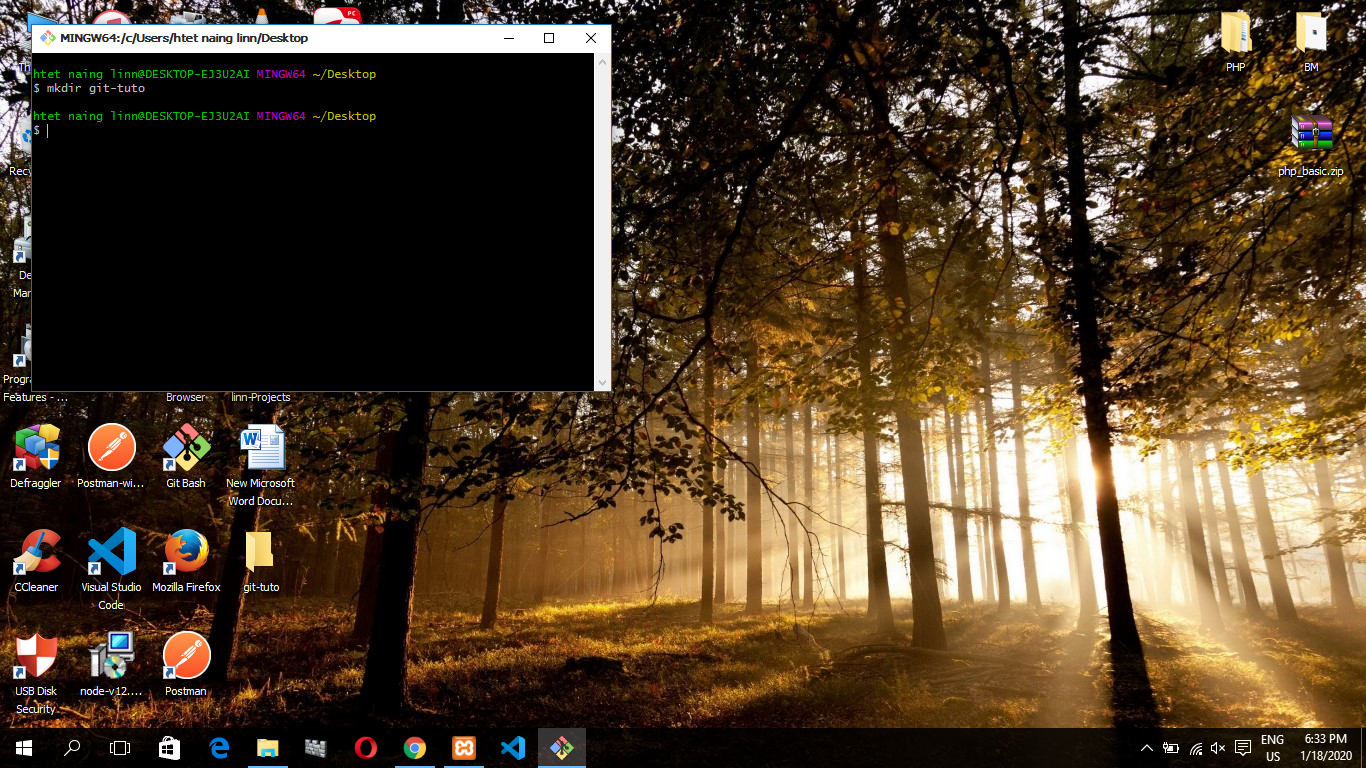 MINGW64:/c/Users/htet naing linn/Desktop
htet naing linn@DESKTOP-EJ3U2AI MINGW64 ~/Desktop
$ mkdir git-tuto
htet naing linn@DESKTOP-EJ3U2AI MINGW64 ~/Desktop
$
PC
PHP
BM
php_basic.zip
Th
Recy
De
Mar
Progra
Features - ...
Browser
linn-Projects
Defraggler
Postman-wi...
Git Bash
New Microsoft
Word Docu...
CCleaner
Visual Studio
Code
Mozilla Firefox
git-tuto
USB Disk
Security
node-v12....
Postman
ENG
US
6:33 PM
1/18/2020